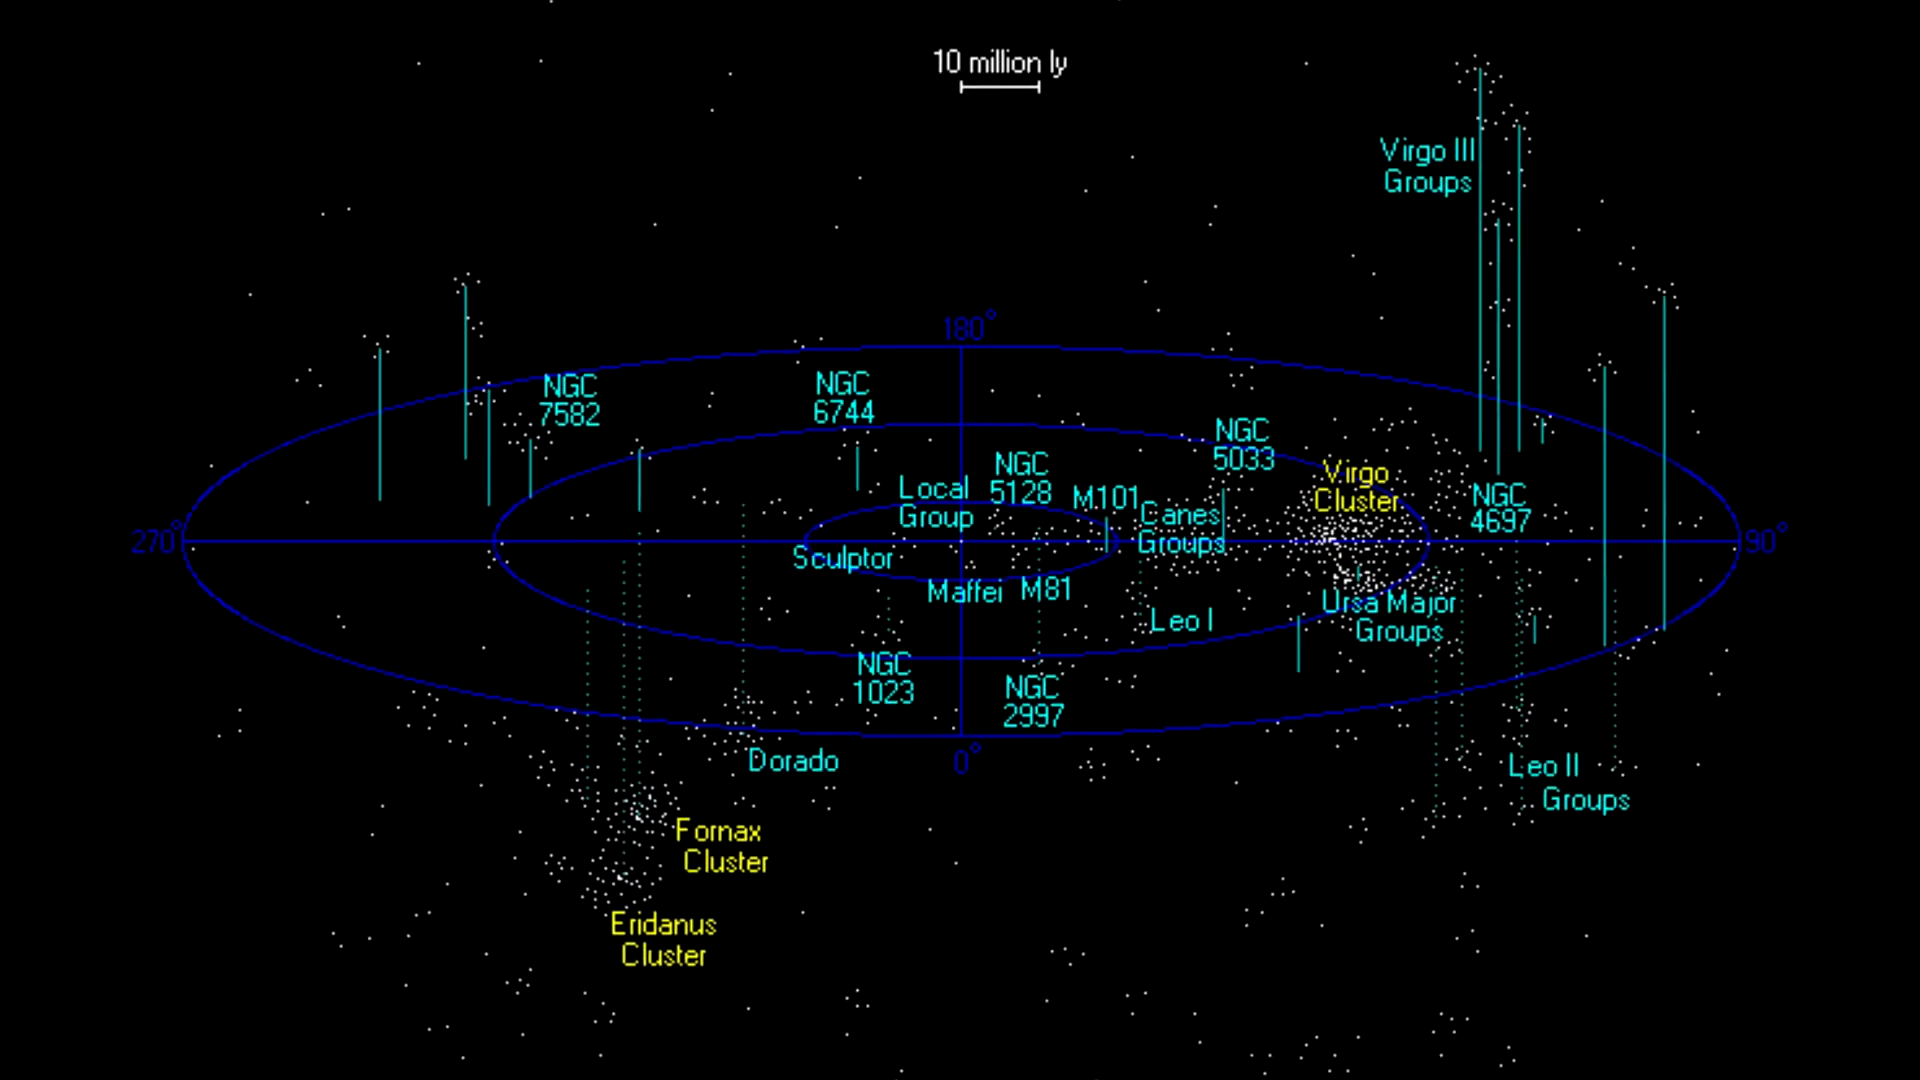 10 million ly
Virgo III
Groups
180°
NGC
7582
NGC
6744
NGC
5033
NGC
5128
Virgo
Cluster
Local
Group
M101
Canes
Groups
NGC
4697
270°
90°
Sculptor
Maffei
M81
Leo I
Ursa Major
Groups
NGC
1023
NGC
2997
Dorado
0°
Leo II
Groups
Fornax
Cluster
Eridanus
Cluster